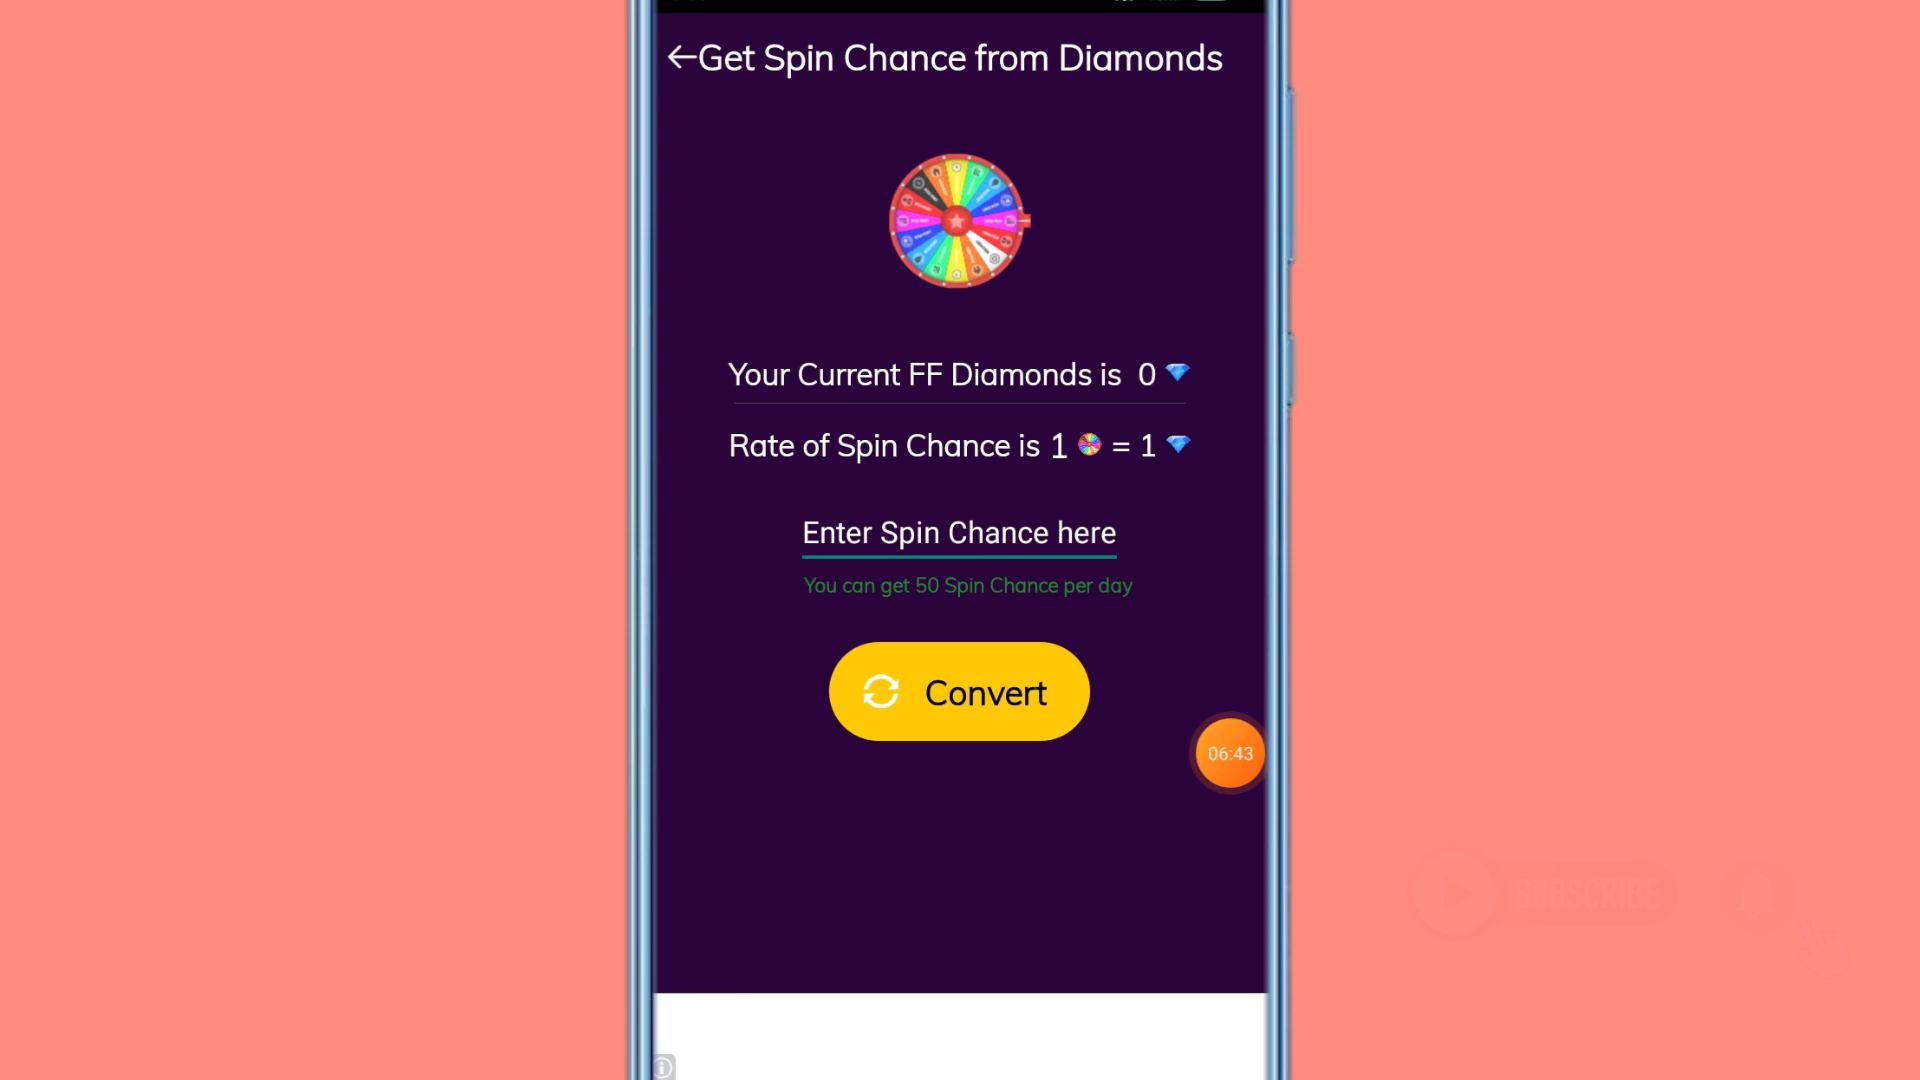 ←Get Spin Chance from Diamonds
Your Current FF Diamonds is 0
Rate of Spin Chance is 1 = 1
Enter Spin Chance here
You can get 50 Spin Chance per day
Convert
06:43
SUBSCRIBE